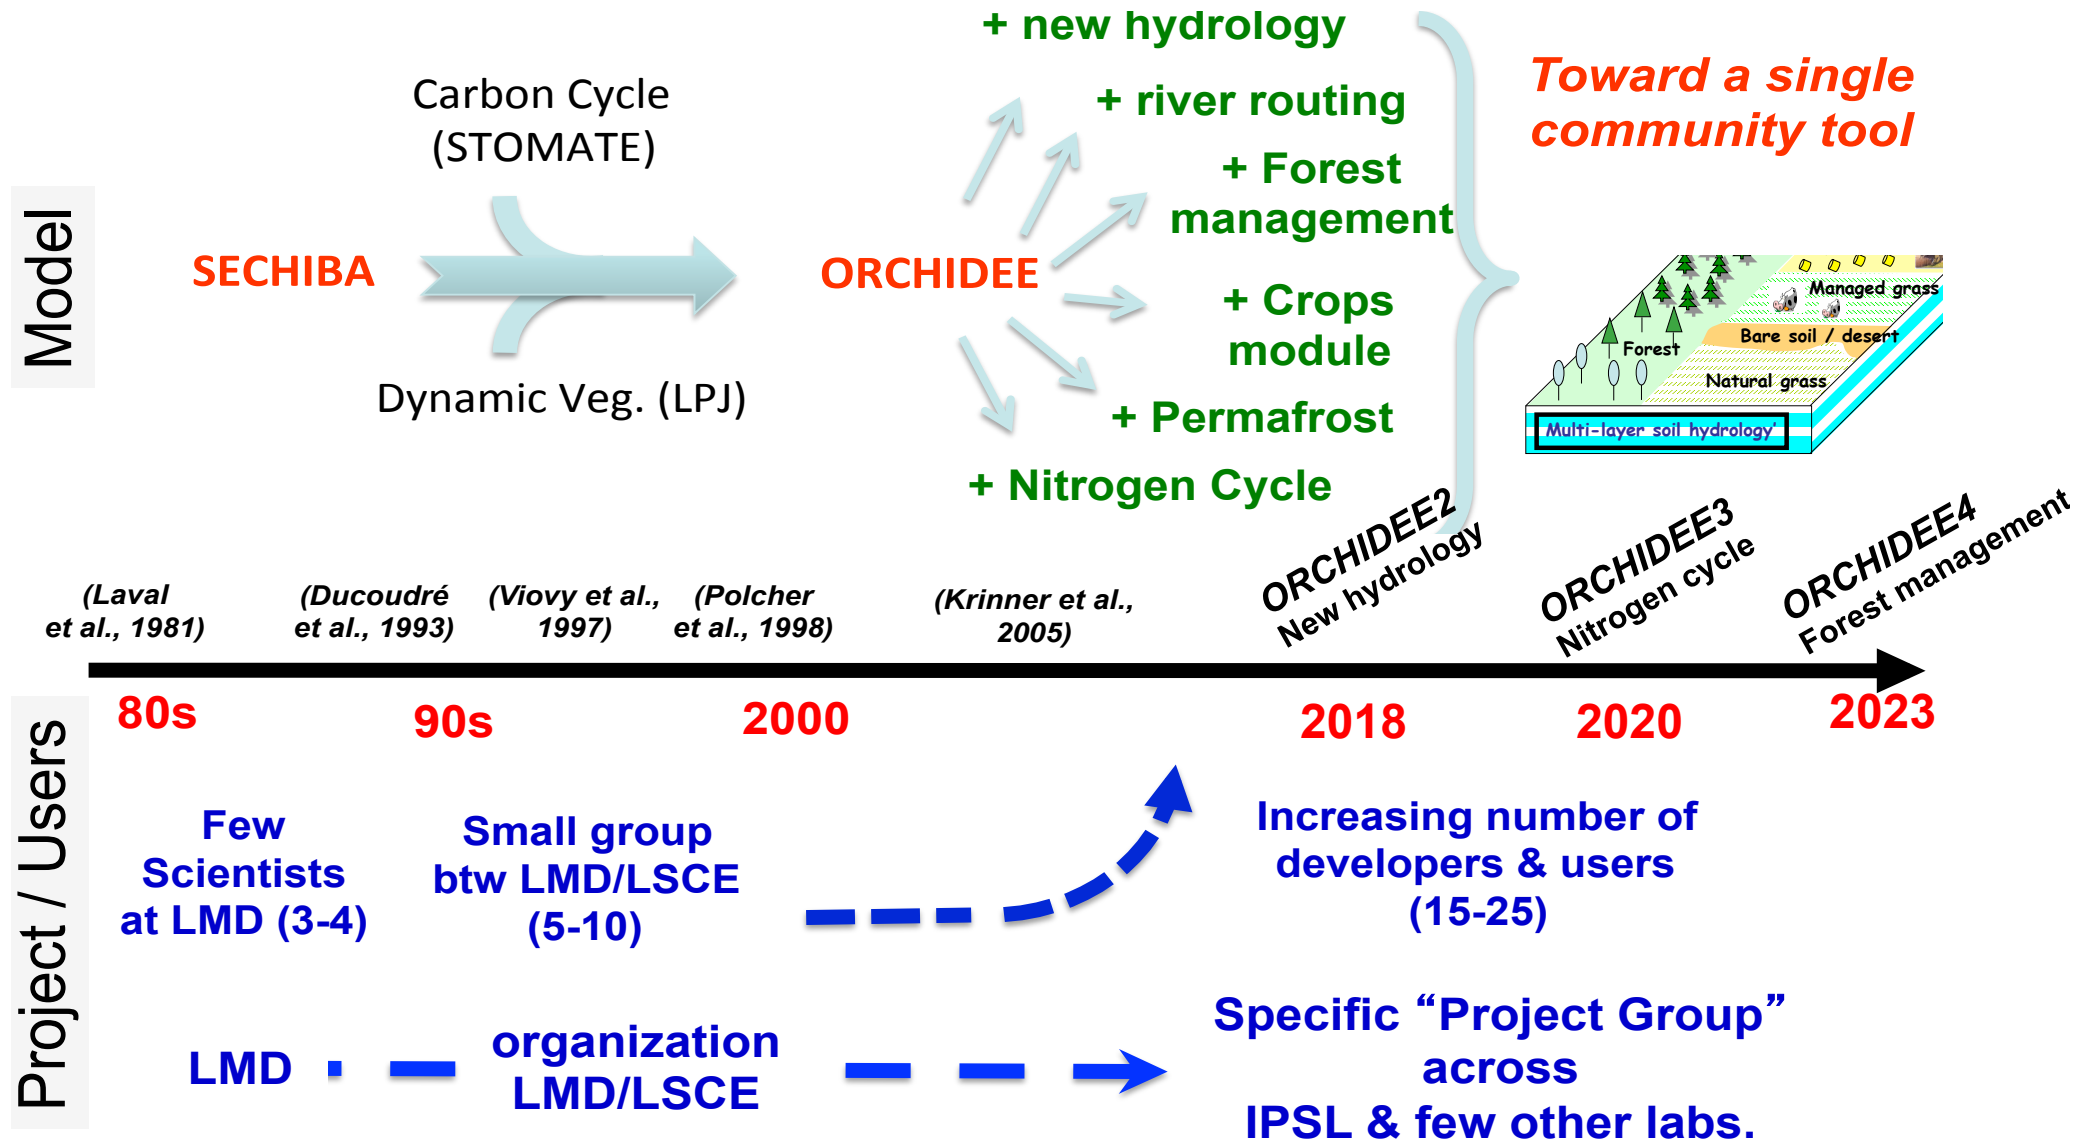 + new hydrology
Carbon Cycle
(STOMATE)
+ river routing
Toward a single
community tool
+ Forest
management
Model
SECHIBA
ORCHIDEE
+ Crops
module
Dynamic Veg. (LPJ)
+ Permafrost
+ Nitrogen Cycle
Managed grass
Bare soil / desert
Forest
Natural grass
Multi-layer soil hydrology'
(Laval
et al., 1981)
(Ducoudré
et al., 1993)
(Viovy et al.,
1997)
(Polcher
et al., 1998)
(Krinner et al.,
2005)
ORCHIDEE2
New hydrology
ORCHIDEE3
Nitrogen cycle
ORCHIDEE4
Forest management
80s
90s
2000
2018
2020
2023
Project / Users
Few
Scientists
at LMD (3-4)
Small group
btw LMD/LSCE
(5-10)
Increasing number of
developers & users
(15-25)
LMD
organization
LMD/LSCE
Specific “Project Group”
across
IPSL & few other labs.